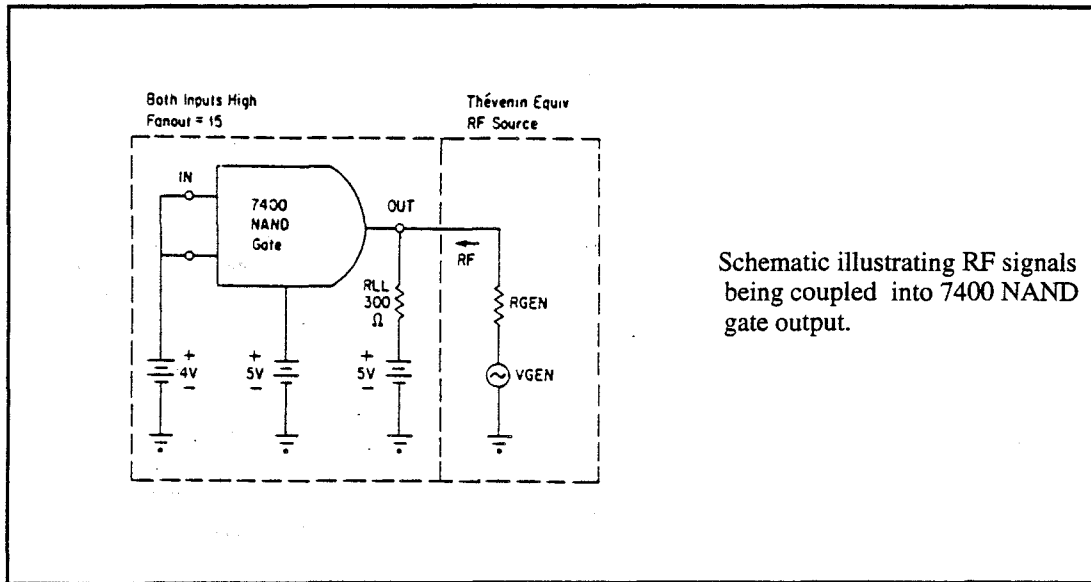 Both Inputs High
Fanout = 15
Thévenin Equiv
RF Source
IN
7400
NAND
Gate
OUT
RF
RLL
300
Ω
RGEN
+
4V
−
+
5V
−
+
5V
−
VGEN
Schematic illustrating RF signals
being coupled into 7400 NAND
gate output.